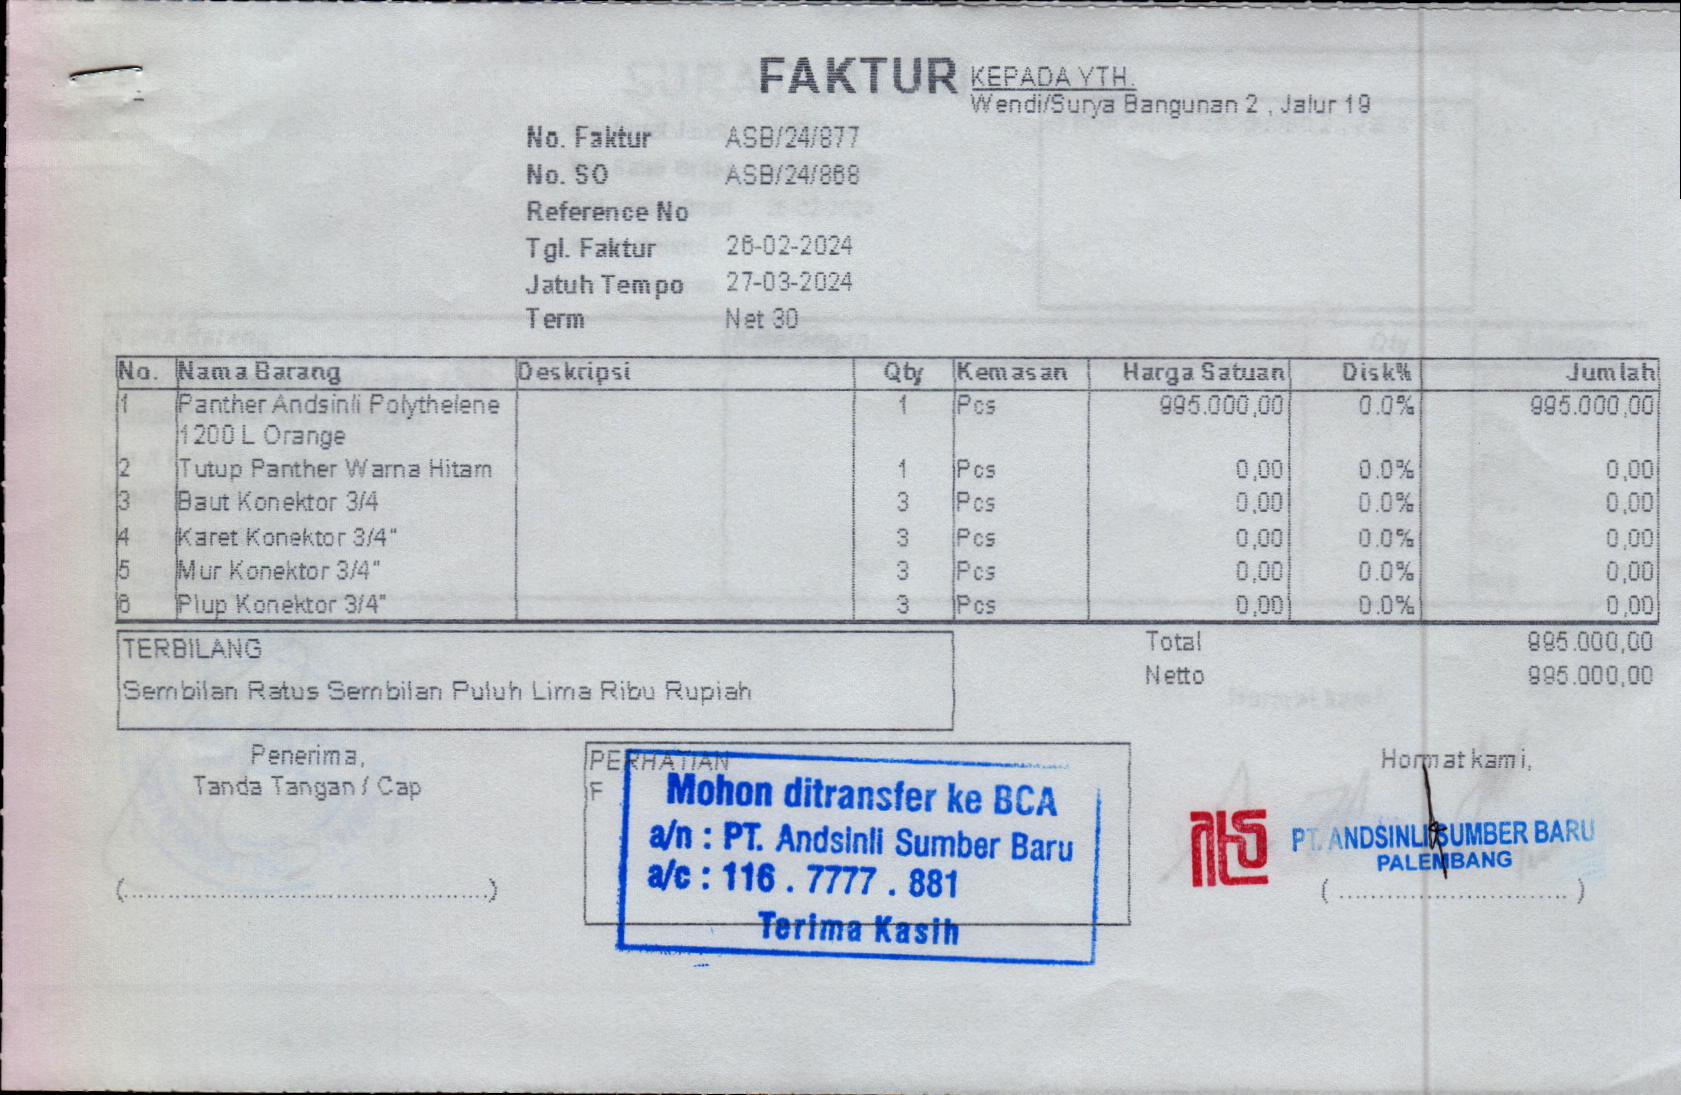 FAKTUR
KEPADA YTH.
Wendi/Surya Bangunan 2 , Jalur 19
No. Faktur ASB/24/877
No. SO ASB/24/868
Reference No
Tgl. Faktur 26-02-2024
Jatuh Tempo 27-03-2024
Term Net 30
No. Nama Barang Deskripsi Qty Kemasan Harga Satuan Disk% Jumlah
1 Panther Andsinli Polythelene 1 Pcs 995.000,00 0.0% 995.000,00
1200 L Orange
2 Tutup Panther Warna Hitam 1 Pcs 0,00 0.0% 0,00
3 Baut Konektor 3/4 3 Pcs 0,00 0.0% 0,00
4 Karet Konektor 3/4" 3 Pcs 0,00 0.0% 0,00
5 Mur Konektor 3/4" 3 Pcs 0,00 0.0% 0,00
6 Plup Konektor 3/4" 3 Pcs 0,00 0.0% 0,00
TERBILANG
Sembilan Ratus Sembilan Puluh Lima Ribu Rupiah
Total 995.000,00
Netto 995.000,00
Penerima,
Tanda Tangan / Cap
(..............................................)
PERHATIAN
F
Mohon ditransfer ke BCA
a/n : PT. Andsinli Sumber Baru
a/c : 116 . 7777 . 881
Terima Kasih
Hormat kami,
PT. ANDSINLI SUMBER BARU
PALEMBANG
( ............................. )